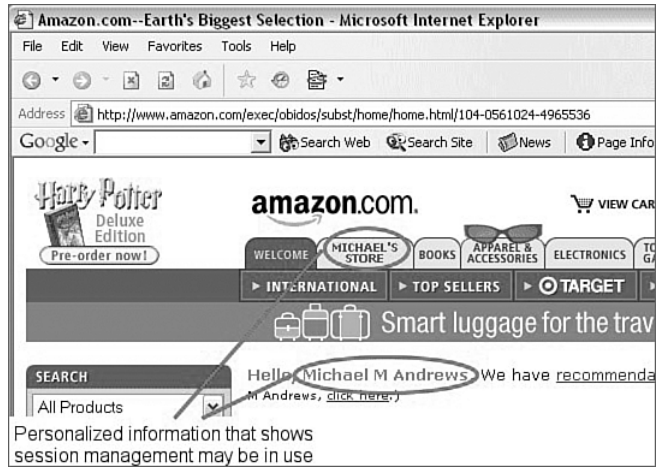 Amazon.com--Earth's Biggest Selection - Microsoft Internet Explorer
File Edit View Favorites Tools Help
Address http://www.amazon.com/exec/obidos/subst/home/home.html/104-0561024-4965536
Google Search Web Search Site News Page Info
Harry Potter
Deluxe
Edition
Pre-order now!
amazon.com.
VIEW CAR
WELCOME MICHAEL'S STORE BOOKS APPAREL & ACCESSORIES ELECTRONICS
INTERNATIONAL TOP SELLERS TARGET
Smart luggage for the trav
SEARCH
All Products
Hello, Michael M Andrews. We have recommenda
M Andrews, click here.)
Personalized information that shows
session management may be in use